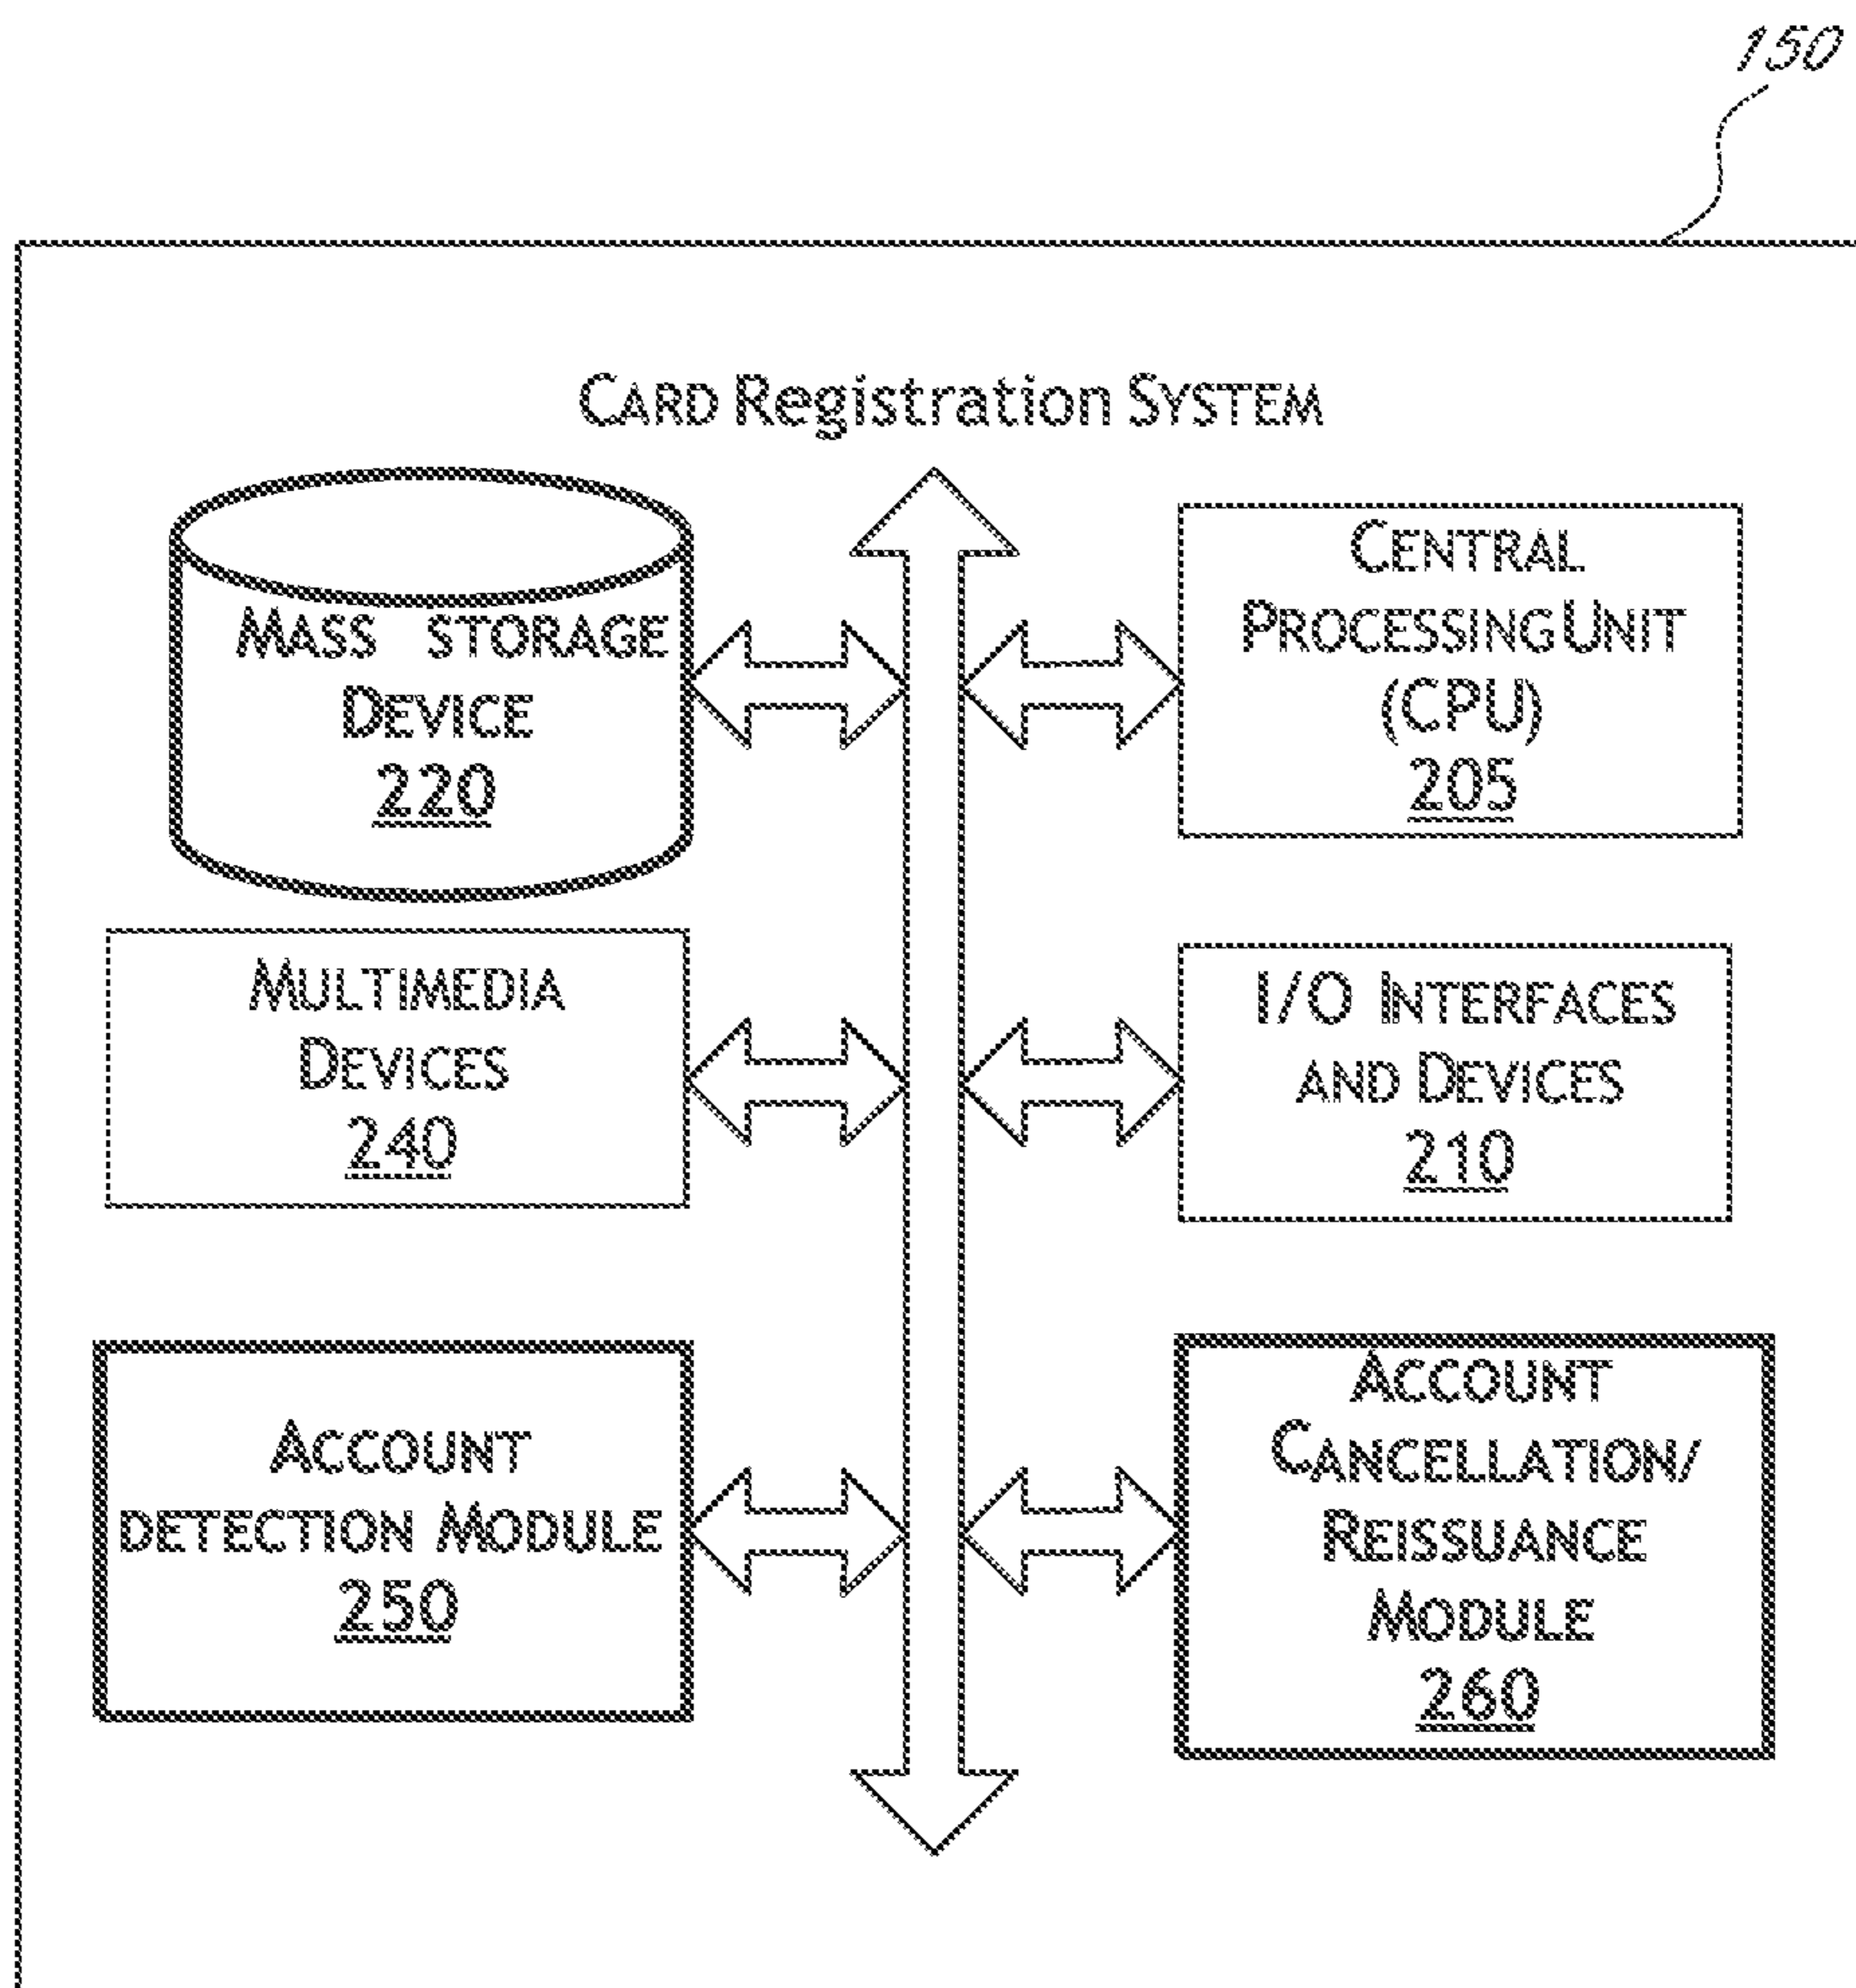 150
CARD Registration SYSTEM
MASS STORAGE
DEVICE
220
CENTRAL
PROCESSING UNIT
(CPU)
205
MULTIMEDIA
DEVICES
240
I/O INTERFACES
AND DEVICES
210
ACCOUNT
DETECTION MODULE
250
ACCOUNT
CANCELLATION/
REISSUANCE
MODULE
260